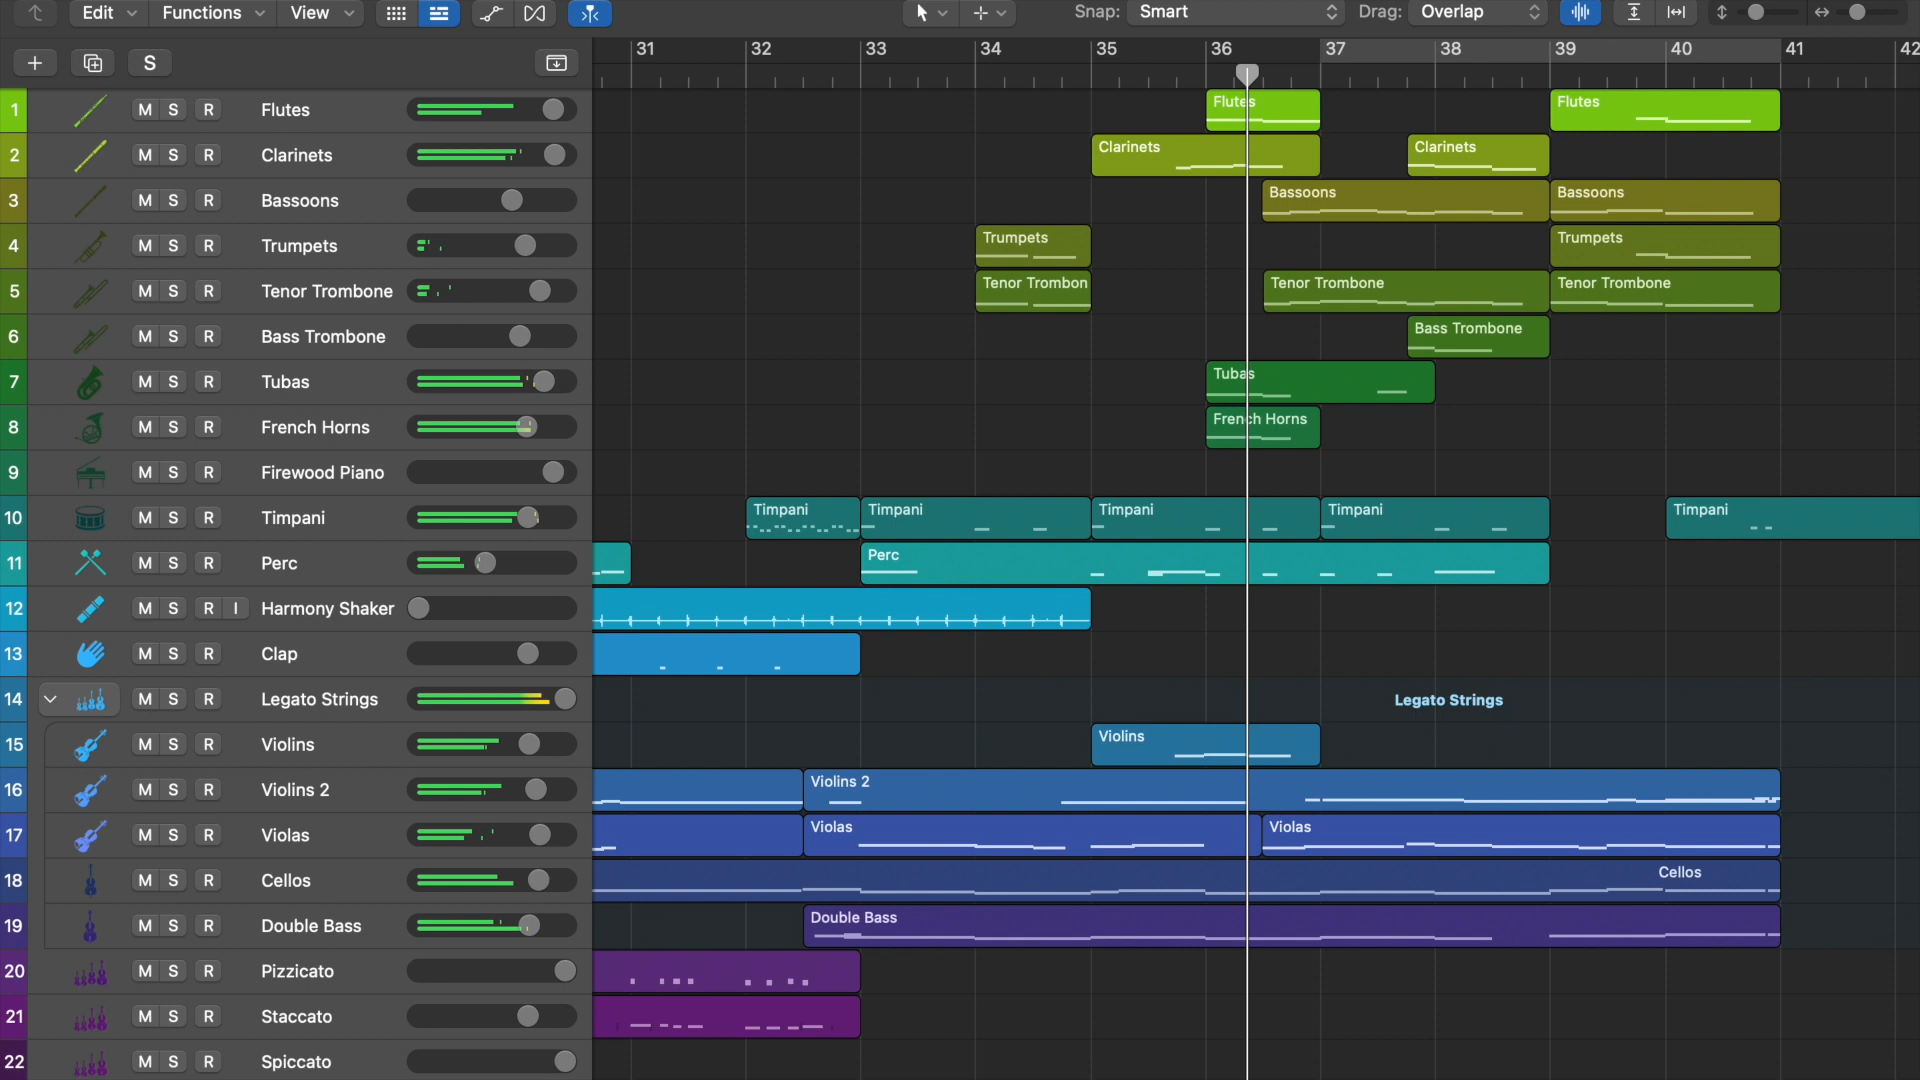 Edit Functions View Snap: Smart Drag: Overlap
S 31 32 33 34 35 36 37 38 39 40 41 42
1 M S R Flutes Flutes Flutes
2 M S R Clarinets Clarinets Clarinets
3 M S R Bassoons Bassoons Bassoons
4 M S R Trumpets Trumpets Trumpets
5 M S R Tenor Trombone Tenor Trombon Tenor Trombone Tenor Trombone
6 M S R Bass Trombone Bass Trombone
7 M S R Tubas Tubas
8 M S R French Horns French Horns
9 M S R Firewood Piano
10 M S R Timpani Timpani Timpani Timpani Timpani Timpani
11 M S R Perc Perc
12 M S R I Harmony Shaker
13 M S R Clap
14 M S R Legato Strings Legato Strings
15 M S R Violins Violins
16 M S R Violins 2 Violins 2
17 M S R Violas Violas Violas
18 M S R Cellos Cellos
19 M S R Double Bass Double Bass
20 M S R Pizzicato
21 M S R Staccato
22 M S R Spiccato